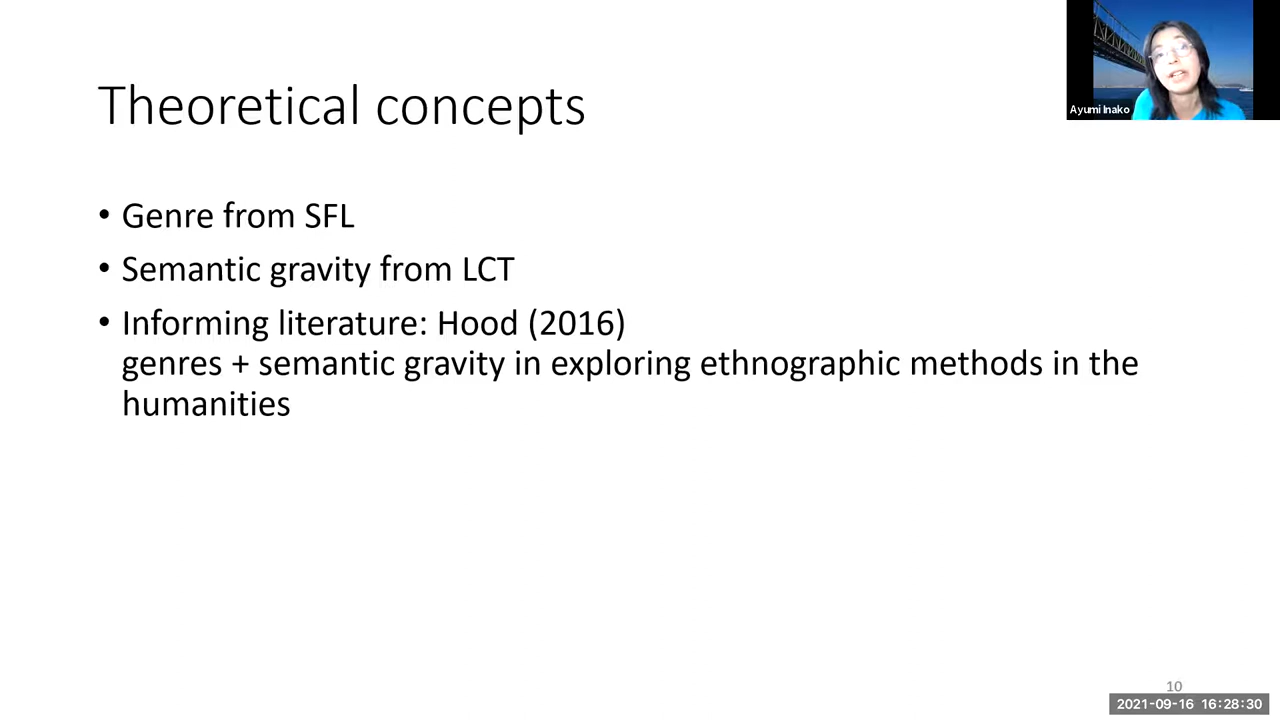 Ayumi Inako
Theoretical concepts
• Genre from SFL
• Semantic gravity from LCT
• Informing literature: Hood (2016)
genres + semantic gravity in exploring ethnographic methods in the
humanities
10
2021-09-16 16:28:30